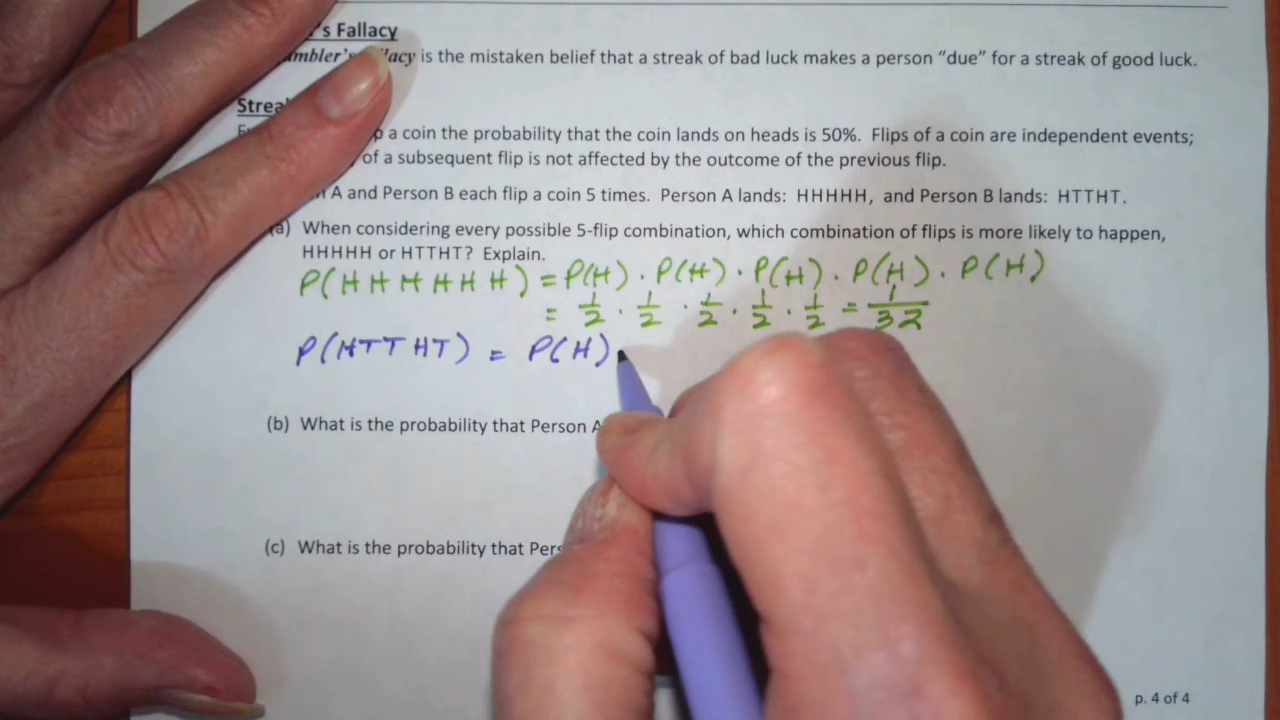 's Fallacy
is the mistaken belief that a streak of bad luck makes a person “due” for a streak of good luck.
a coin the probability that the coin lands on heads is 50%. Flips of a coin are independent events;
of a subsequent flip is not affected by the outcome of the previous flip.
A and Person B each flip a coin 5 times. Person A lands: HHHHH, and Person B lands: HTTHT.
(a) When considering every possible 5-flip combination, which combination of flips is more likely to happen,
HHHHH or HTTHT? Explain.
P(HHHHHH) = P(H) · P(H) · P(H) · P(H) · P(H)
= 1/2 · 1/2 · 1/2 · 1/2 · 1/2 = 1/32
P(HTTHT) = P(H)
(b) What is the probability that Person A
(c) What is the probability that Pers
p. 4 of 4